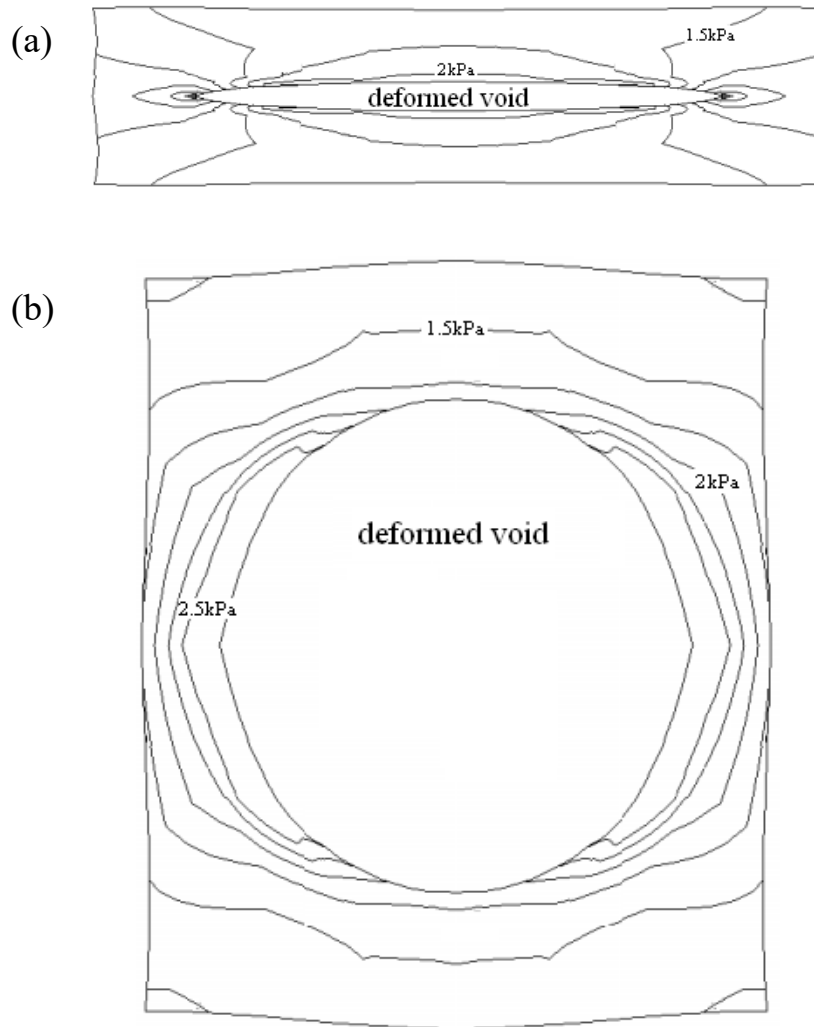 (a)
1.5kPa
2kPa
deformed void
(b)
1.5kPa
2kPa
deformed void
2.5kPa